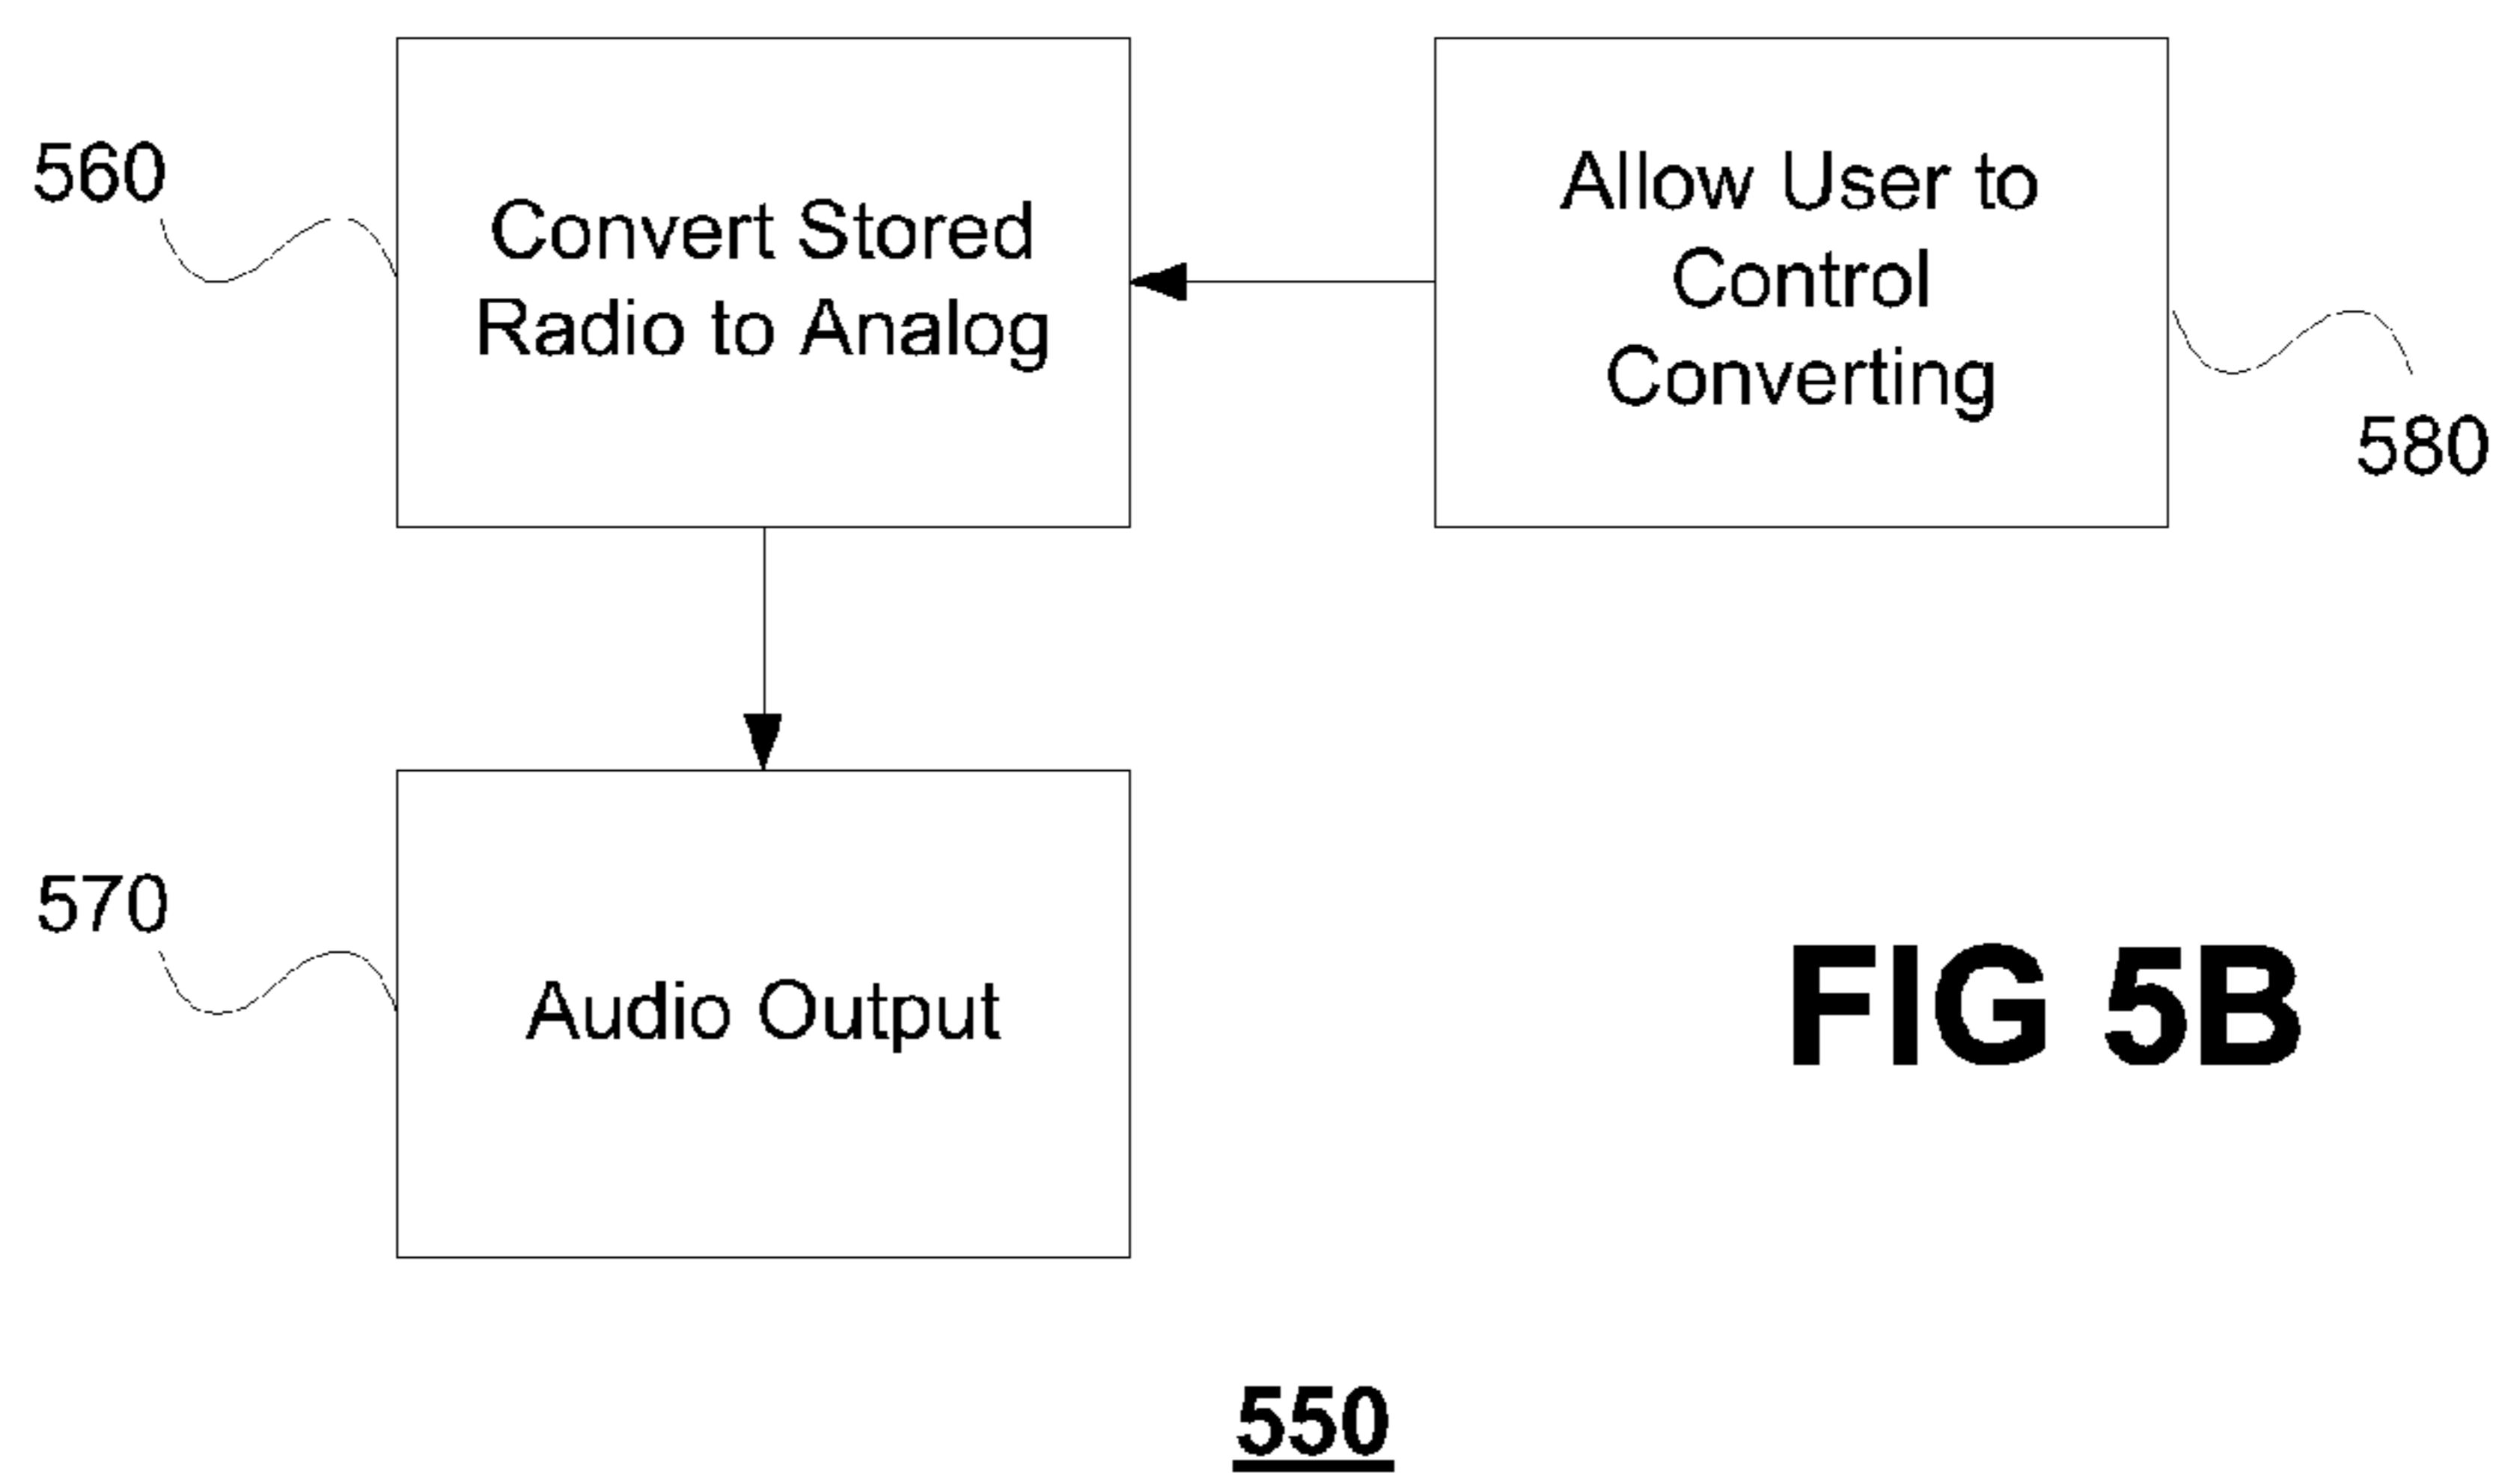 560
Convert Stored
Radio to Analog
Allow User to
Control
Converting
580
570
Audio Output
FIG 5B
550